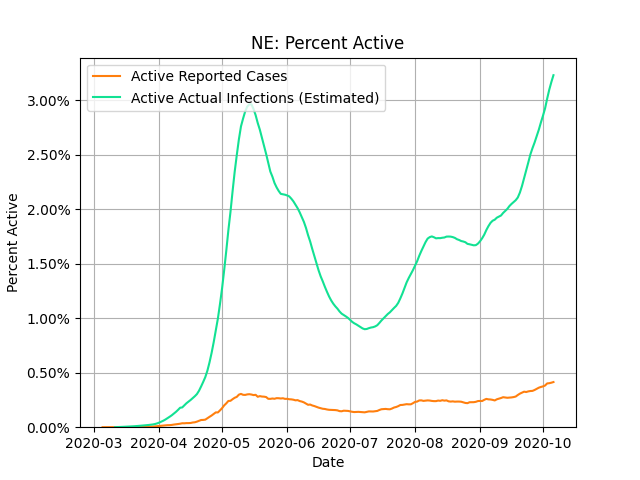 NE: Percent Active
Active Reported Cases
Active Actual Infections (Estimated)
Percent Active
3.00%
2.50%
2.00%
1.50%
1.00%
0.50%
0.00%
2020-03 2020-04 2020-05 2020-06 2020-07 2020-08 2020-09 2020-10
Date